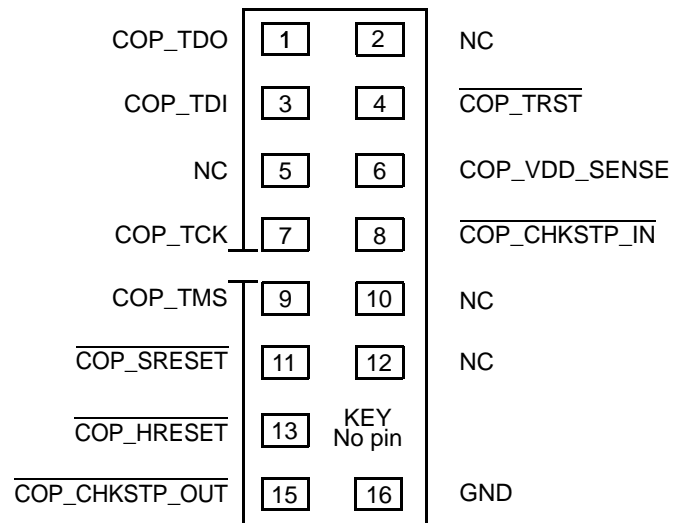 COP_TDO 1 2 NC
COP_TDI 3 4 COP_TRST
NC 5 6 COP_VDD_SENSE
COP_TCK 7 8 COP_CHKSTP_IN
COP_TMS 9 10 NC
COP_SRESET 11 12 NC
COP_HRESET 13 KEY
No pin
COP_CHKSTP_OUT 15 16 GND